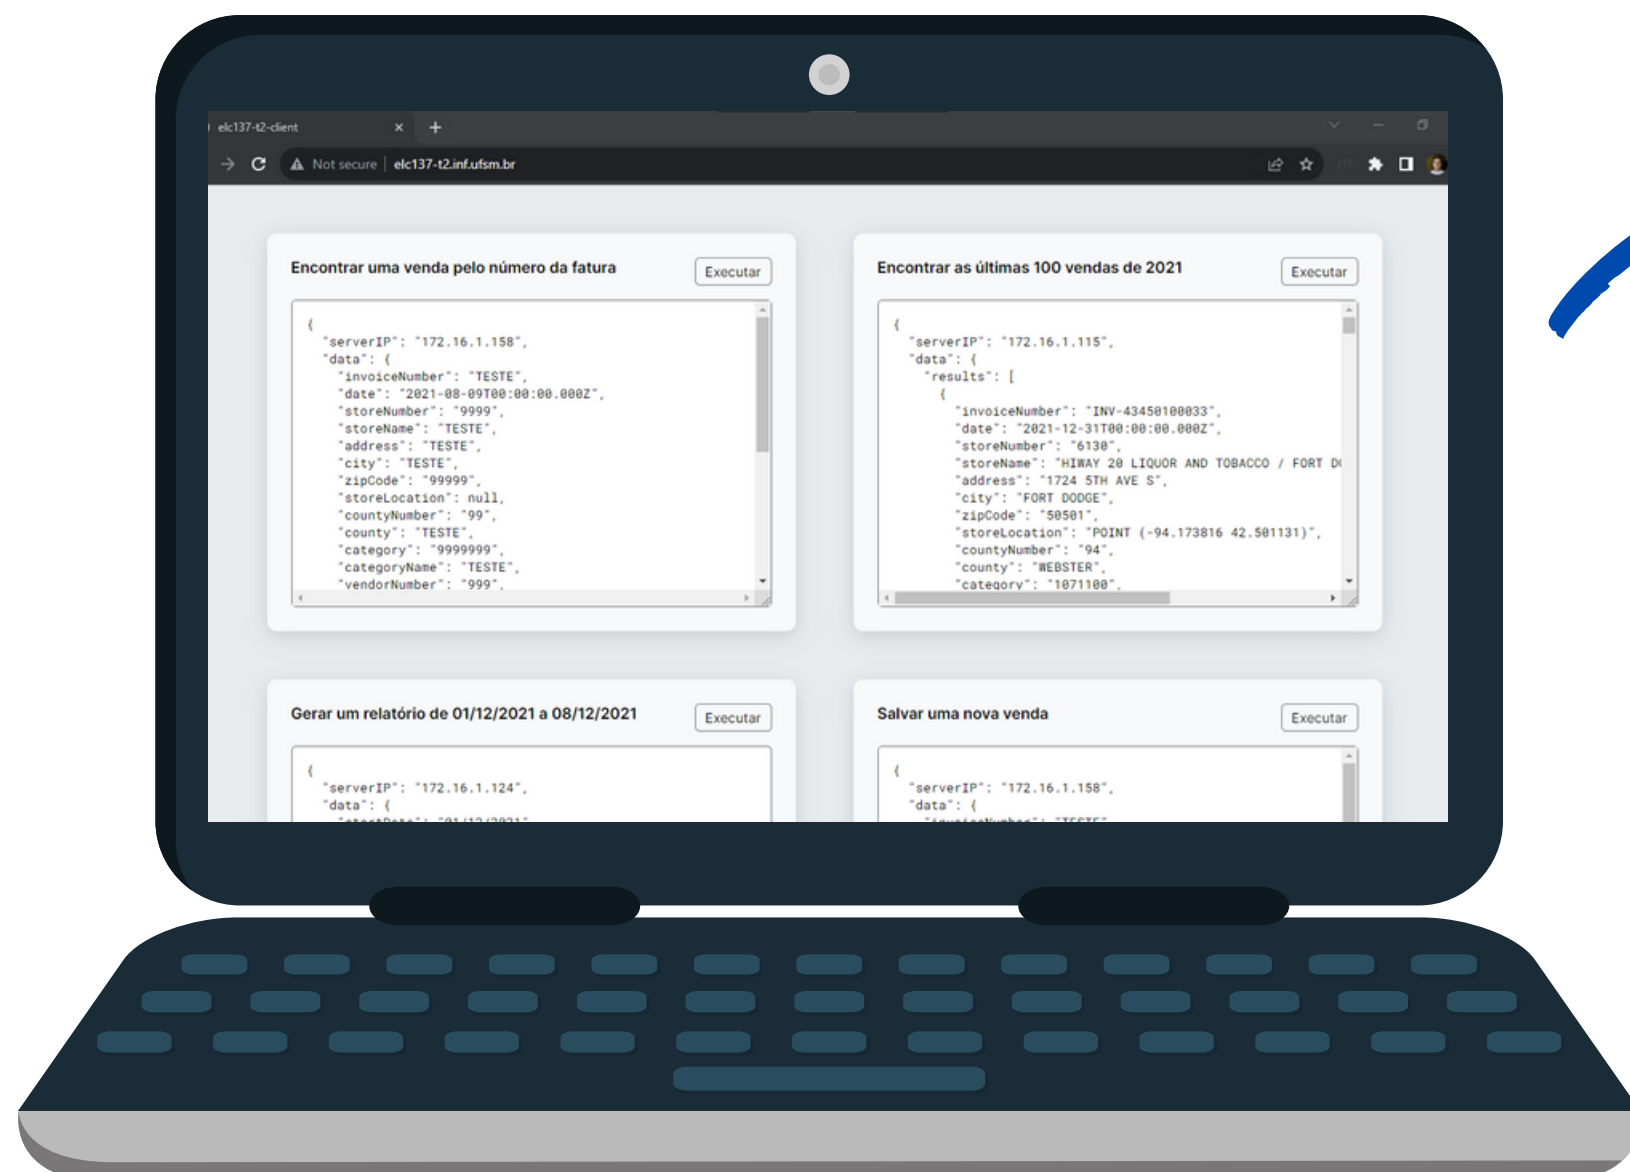 elc137-t2-client
Not secure | elc137-t2.inf.ufsm.br
Encontrar uma venda pelo número da fatura
Executar
{
"serverIP": "172.16.1.158",
"data": {
"invoiceNumber": "TESTE",
"date": "2021-08-09T00:00:00.000Z",
"storeNumber": "9999",
"storeName": "TESTE",
"address": "TESTE",
"city": "TESTE",
"zipCode": "99999",
"storeLocation": null,
"countyNumber": "99",
"county": "TESTE",
"category": "9999999",
"categoryName": "TESTE",
"vendorNumber": "999",
Encontrar as últimas 100 vendas de 2021
Executar
{
"serverIP": "172.16.1.115",
"data": {
"results": [
{
"invoiceNumber": "INV-43450100033",
"date": "2021-12-31T00:00:00.000Z",
"storeNumber": "6130",
"storeName": "HIWAY 20 LIQUOR AND TOBACCO / FORT
"address": "1724 5TH AVE S",
"city": "FORT DODGE",
"zipCode": "50501",
"storeLocation": "POINT (-94.173816 42.501131)",
"countyNumber": "94",
"county": "WEBSTER",
"category": "1071100",
Gerar um relatório de 01/12/2021 a 08/12/2021
Executar
{
"serverIP": "172.16.1.124",
"data": {
"startDate": "01/12/2021"
Salvar uma nova venda
Executar
{
"serverIP": "172.16.1.158",
"data": {
"invoiceNumber": "TESTE"